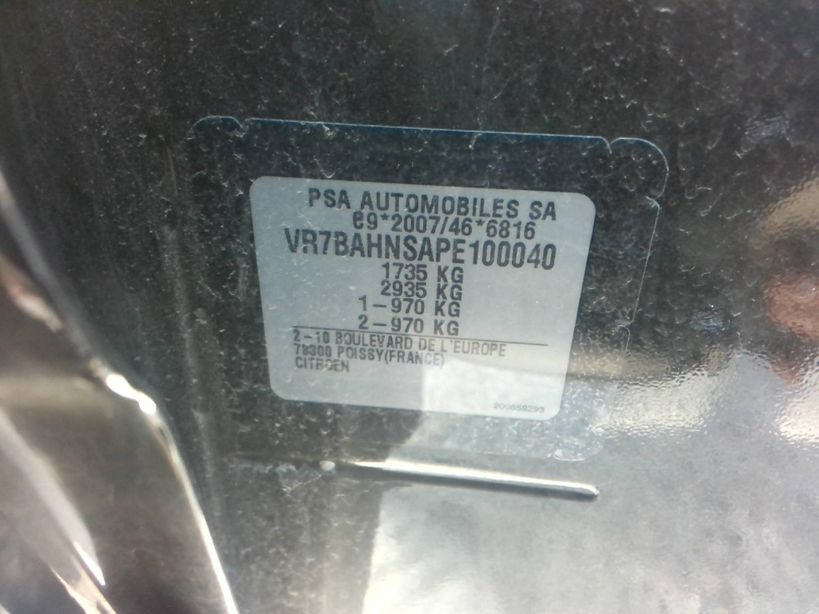 PSA AUTOMOBILES SA
e9*2007/46*6816
VR7BAHNSAPE100040
1735 KG
2935 KG
1-970 KG
2-970 KG
2-10 BOULEVARD DE L'EUROPE
78300 POISSY(FRANCE)
CITROEN